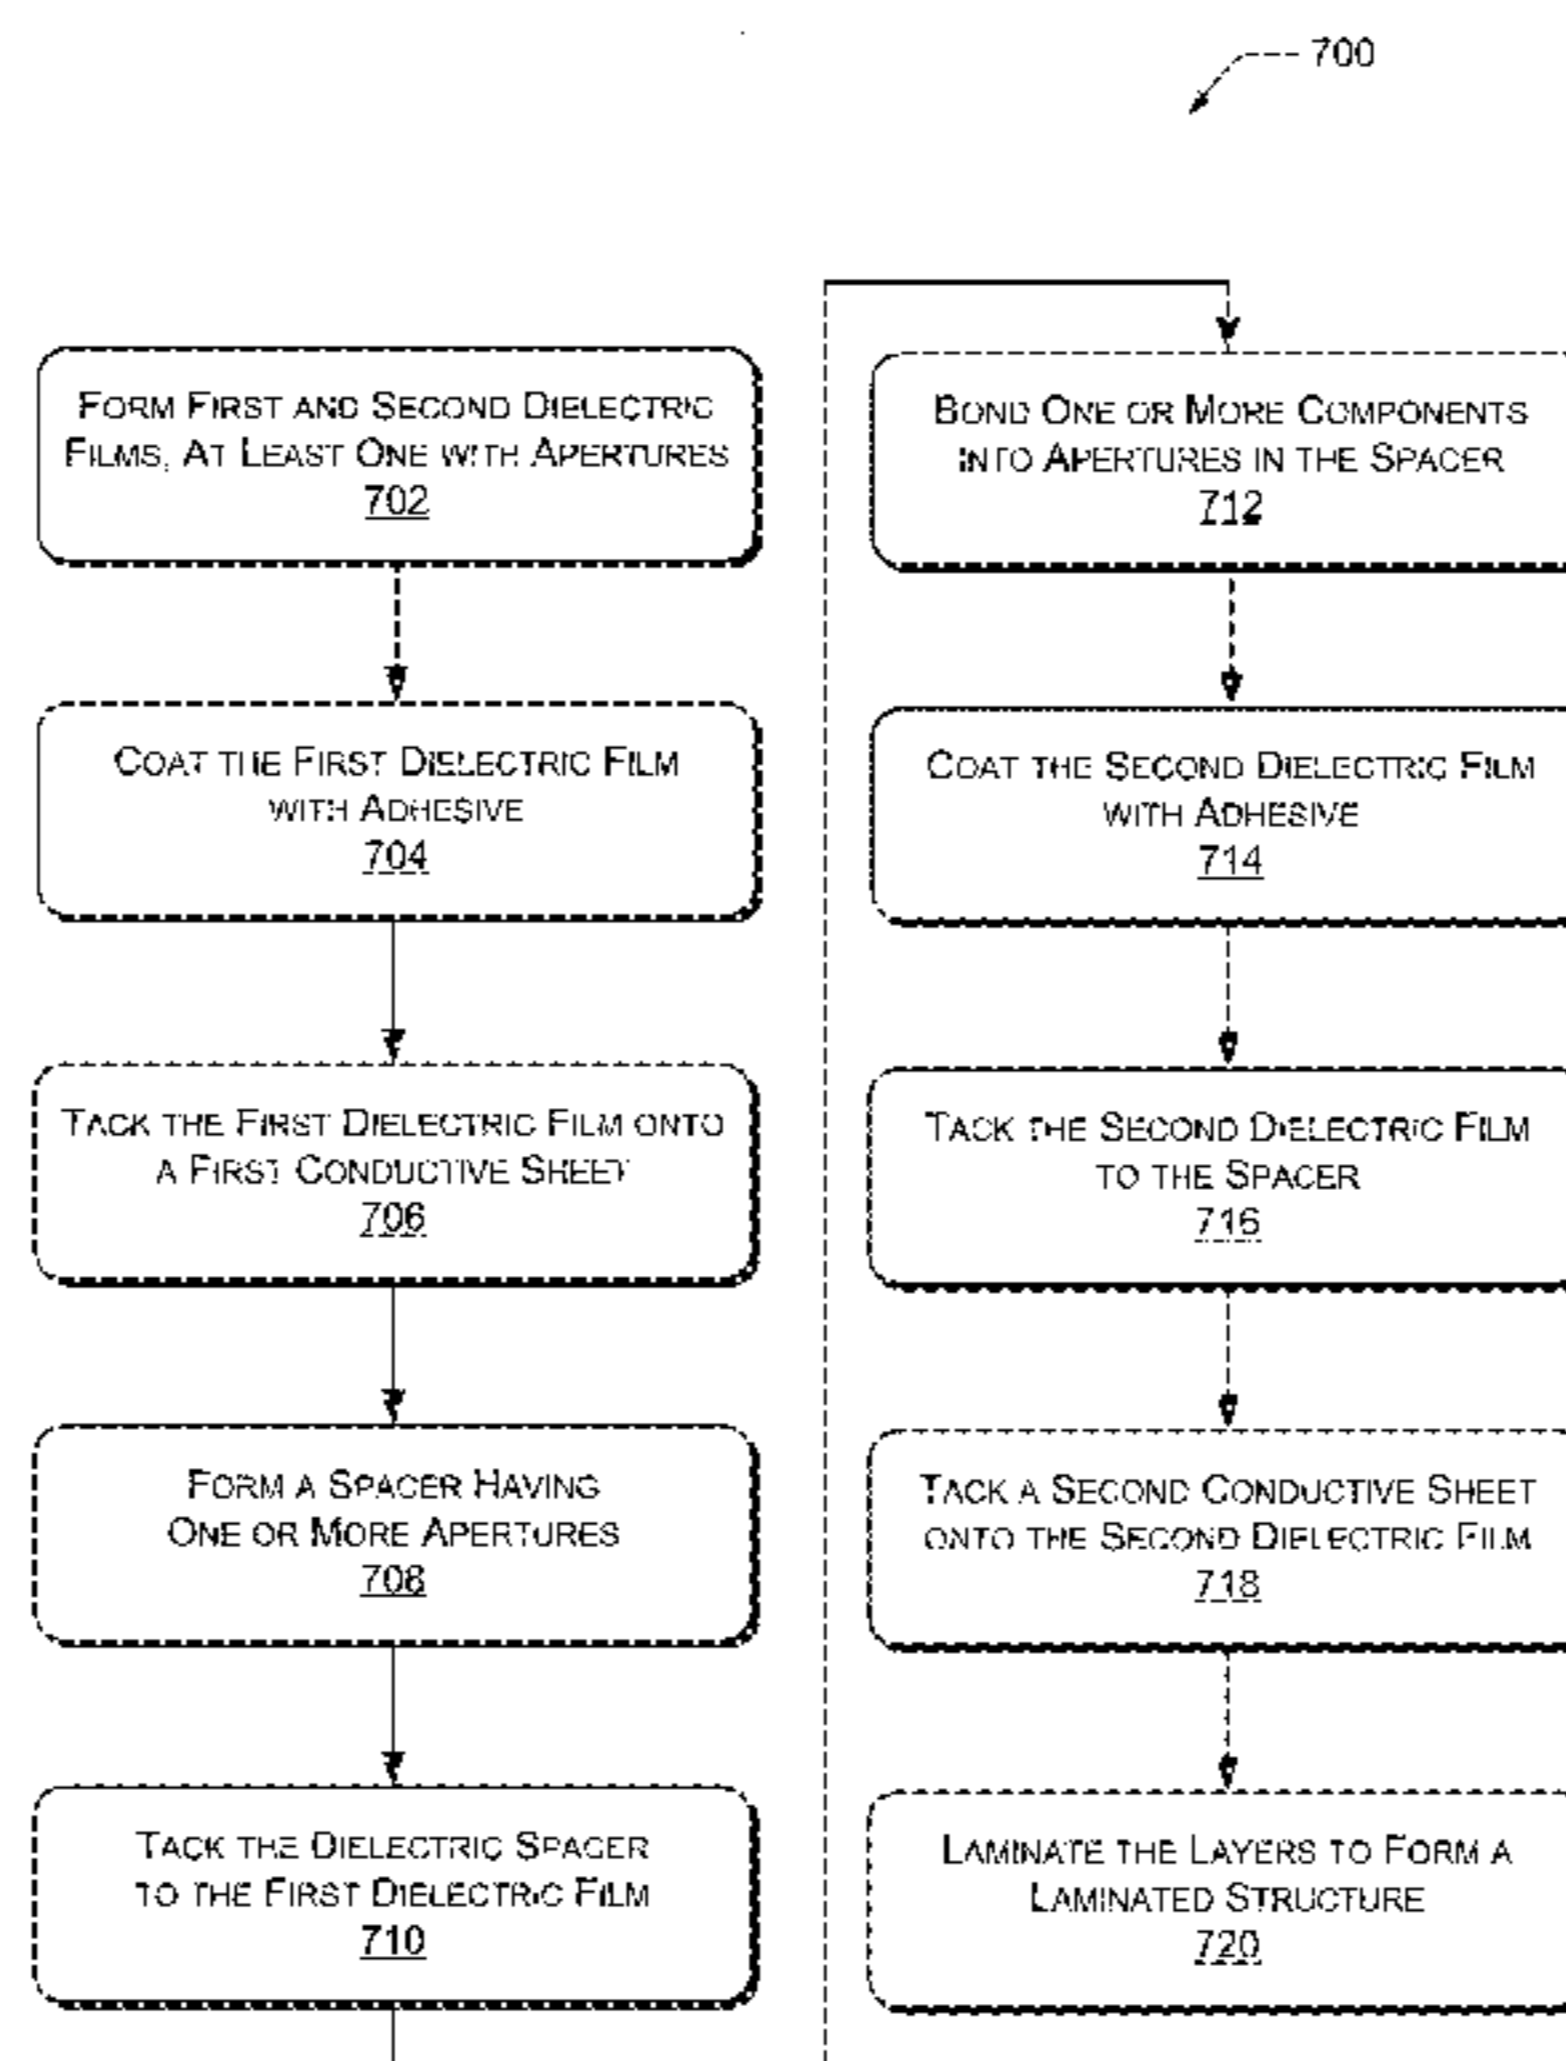 700
FORM FIRST AND SECOND DIELECTRIC
FILMS, AT LEAST ONE WITH APERTURES
702
COAT THE FIRST DIELECTRIC FILM
WITH ADHESIVE
704
TACK THE FIRST DIELECTRIC FILM ONTO
A FIRST CONDUCTIVE SHEET
706
FORM A SPACER HAVING
ONE OR MORE APERTURES
708
TACK THE DIELECTRIC SPACER
TO THE FIRST DIELECTRIC FILM
710
BOND ONE OR MORE COMPONENTS
INTO APERTURES IN THE SPACER
712
COAT THE SECOND DIELECTRIC FILM
WITH ADHESIVE
714
TACK THE SECOND DIELECTRIC FILM
TO THE SPACER
716
TACK A SECOND CONDUCTIVE SHEET
ONTO THE SECOND DIELECTRIC FILM
718
LAMINATE THE LAYERS TO FORM A
LAMINATED STRUCTURE
720